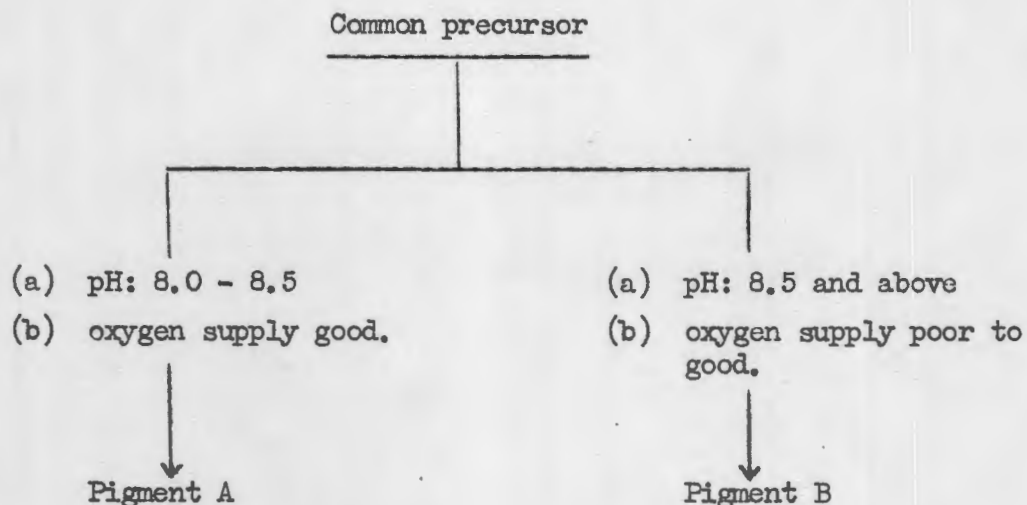 Common precursor
(a) pH: 8.0 - 8.5
(b) oxygen supply good.
Pigment A
(a) pH: 8.5 and above
(b) oxygen supply poor to
good.
Pigment B